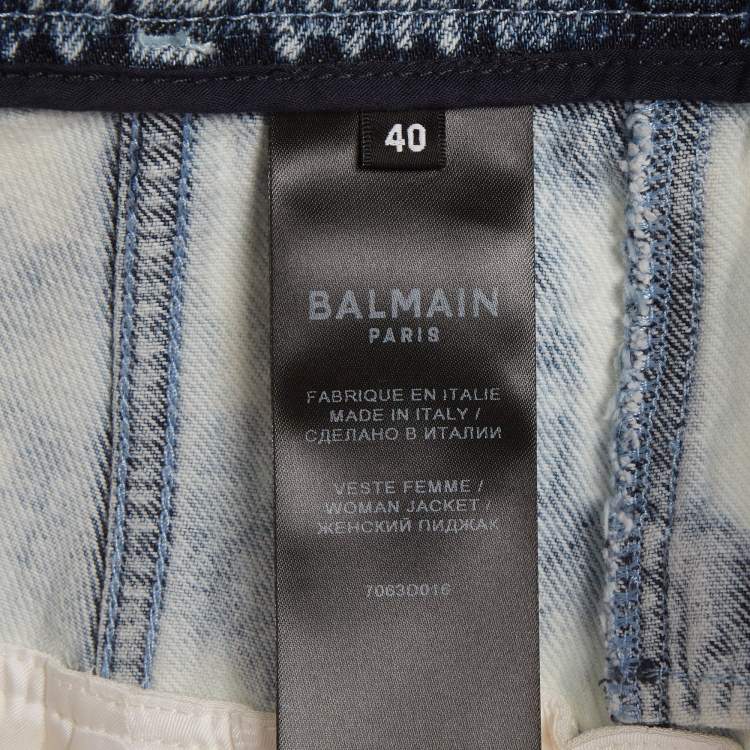 40
BALMAIN
PARIS
FABRIQUE EN ITALIE
MADE IN ITALY /
СДЕЛАНО В ИТАЛИИ
VESTE FEMME /
WOMAN JACKET /
ЖЕНСКИЙ ПИДЖАК
7063D016